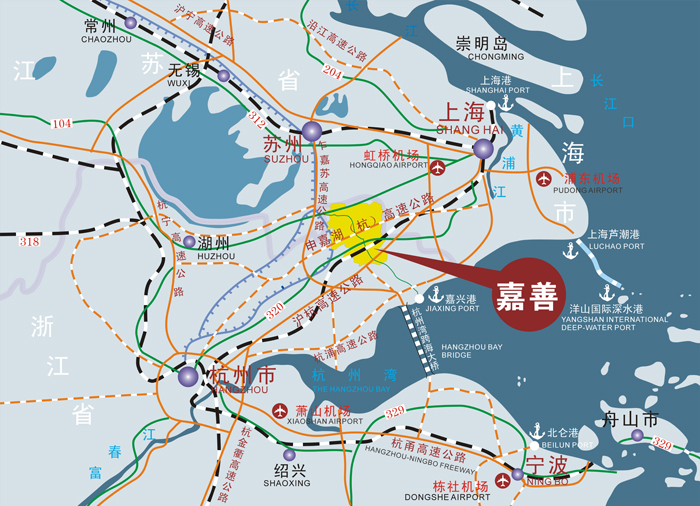 常州
CHAOZHOU
沪宁高速公路
沿江高速公路
长
江
崇明岛
CHONGMING
江
苏
省
无锡
WUXI
204
上海港
SHANGHAI PORT
上
海
市
长
江
口
104
312
上海
SHANG HAI
黄
浦
江
苏州
SUZHOU
乍嘉苏高速公路
虹桥机场
HONGQIAO AIRPORT
浦东机场
PUDONG AIRPORT
杭宁高速公路
318
湖州
HUZHOU
申嘉湖（杭）高速公路
上海芦潮港
LUCHAO PORT
嘉善
沪杭高速公路
320
嘉兴港
JIAXING PORT
洋山国际深水港
YANGSHAN INTERNATIONAL
DEEP-WATER PORT
浙
江
省
杭州湾跨海大桥
HANGZHOU BAY
BRIDGE
杭浦高速公路
杭州市
HANGZHOU
杭州湾
THE HANGZHOU BAY
萧山机场
XIAOSHAN AIRPORT
329
舟山市
329
江
春
富
杭金衢高速公路
杭甬高速公路
HANGZHOU-NINGBO FREEWAY
北仑港
BEILUN PORT
绍兴
SHAOXING
宁波
NING BO
栎社机场
DONGSHE AIRPORT